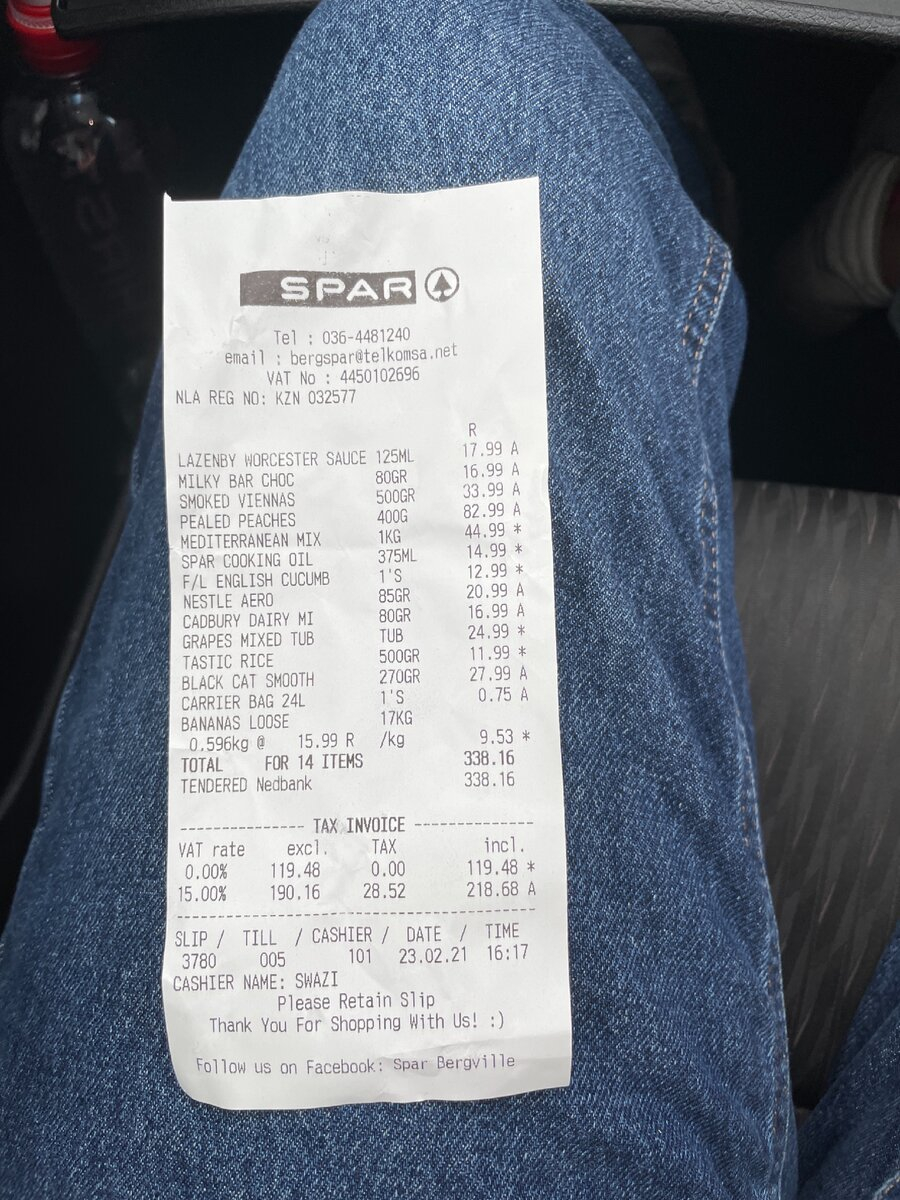 SPAR
Tel : 036-4481240
email : bergspar@telkomsa.net
VAT No : 4450102696
NLA REG NO: KZN 032577
R
LAZENBY WORCESTER SAUCE 125ML 17.99 A
MILKY BAR CHOC 80GR 16.99 A
SMOKED VIENNAS 500GR 33.99 A
PEALED PEACHES 400G 82.99 A
MEDITERRANEAN MIX 1KG 44.99 *
SPAR COOKING OIL 375ML 14.99 *
F/L ENGLISH CUCUMB 1'S 12.99 *
NESTLE AERO 85GR 20.99 A
CADBURY DAIRY MI 80GR 16.99 A
GRAPES MIXED TUB TUB 24.99 *
TASTIC RICE 500GR 11.99 *
BLACK CAT SMOOTH 270GR 27.99 A
CARRIER BAG 24L 1'S 0.75 A
BANANAS LOOSE 17KG
0.596kg @ 15.99 R /kg 9.53 *
TOTAL FOR 14 ITEMS 338.16
TENDERED Nedbank 338.16
--------------- TAX INVOICE ---------------
VAT rate excl. TAX incl.
0.00% 119.48 0.00 119.48 *
15.00% 190.16 28.52 218.68 A
SLIP / TILL / CASHIER / DATE / TIME
3780 005 101 23.02.21 16:17
CASHIER NAME: SWAZI
Please Retain Slip
Thank You For Shopping With Us! :)
Follow us on Facebook: Spar Bergville